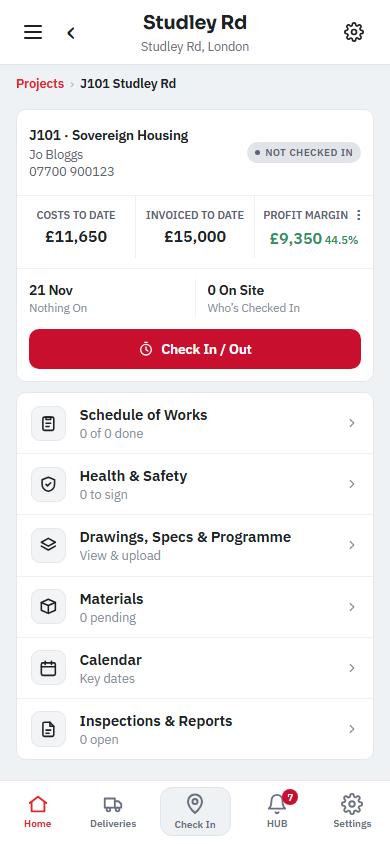 Studley Rd
Studley Rd, London
Projects › J101 Studley Rd
J101 · Sovereign Housing
Jo Bloggs
07700 900123
NOT CHECKED IN
COSTS TO DATE
£11,650
INVOICED TO DATE
£15,000
PROFIT MARGIN
£9,350 44.5%
21 Nov
Nothing On
0 On Site
Who's Checked In
Check In / Out
Schedule of Works
0 of 0 done
Health & Safety
0 to sign
Drawings, Specs & Programme
View & upload
Materials
0 pending
Calendar
Key dates
Inspections & Reports
0 open
Home
Deliveries
Check In
7
HUB
Settings